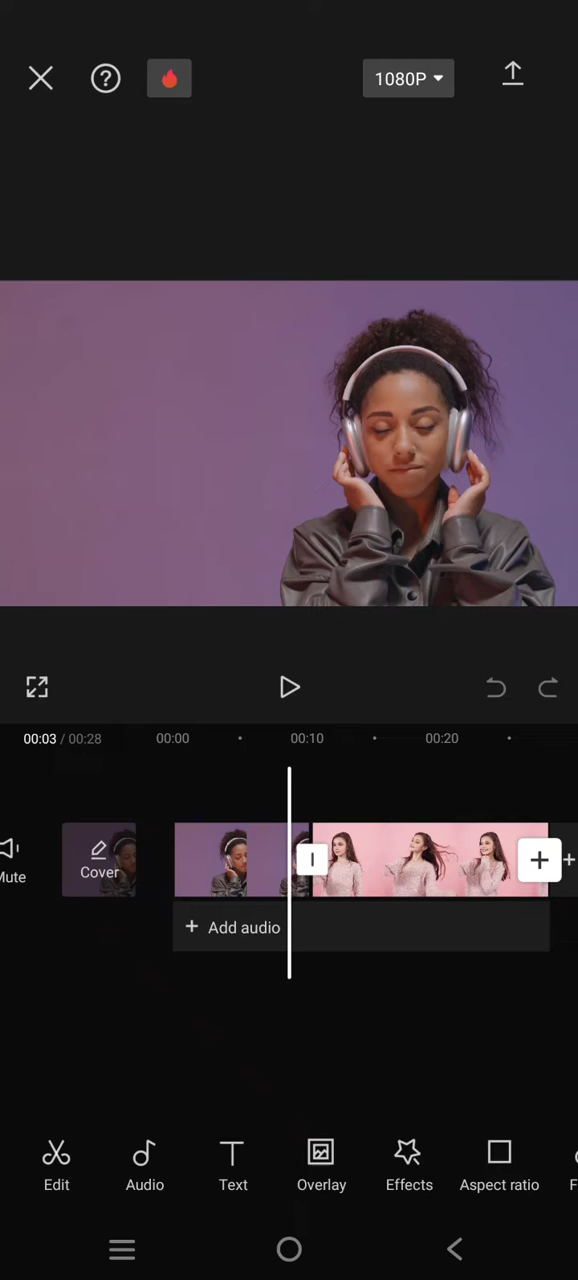 1080P
00:03 / 00:28 00:00 00:10 00:20
Mute
Cover
+ Add audio
Edit Audio Text Overlay Effects Aspect ratio F